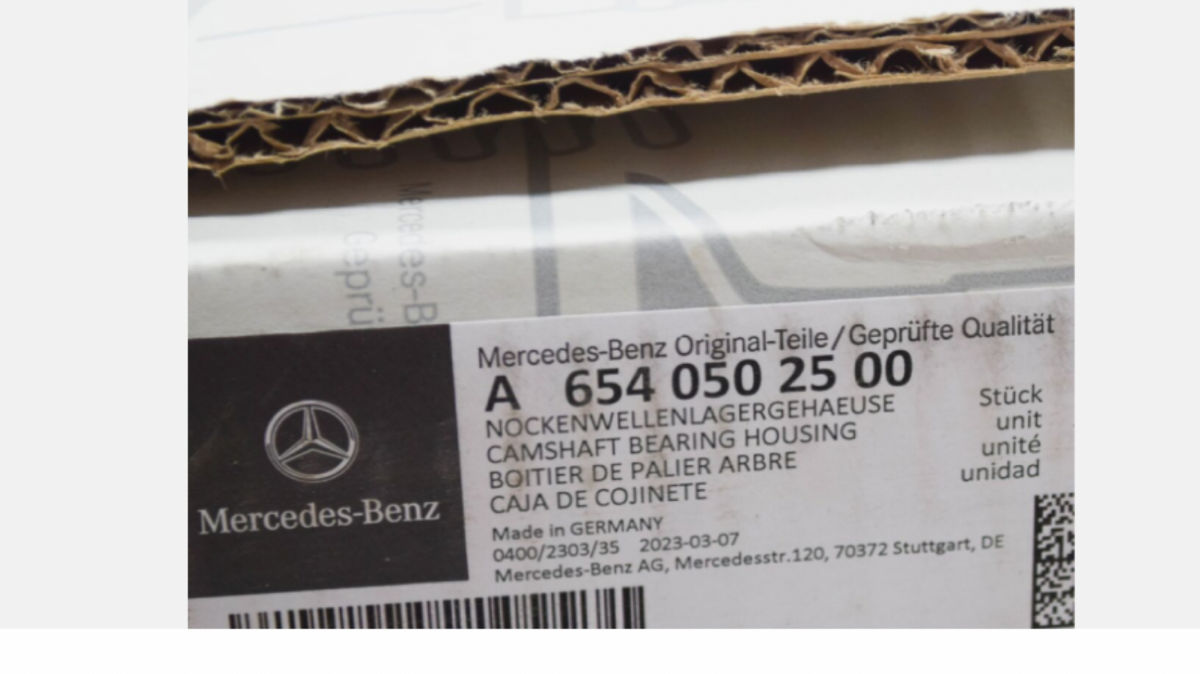 Mercedes-B
Geprü
Mercedes-Benz Original-Teile/Geprüfte Qualität
A 654 050 25 00
NOCKENWELLENLAGERGEHAEUSE
CAMSHAFT BEARING HOUSING
BOITIER DE PALIER ARBRE
CAJA DE COJINETE
Stück
unit
unité
unidad
Mercedes-Benz
Made in GERMANY
0400/2303/35 2023-03-07
Mercedes-Benz AG, Mercedesstr.120, 70372 Stuttgart, DE